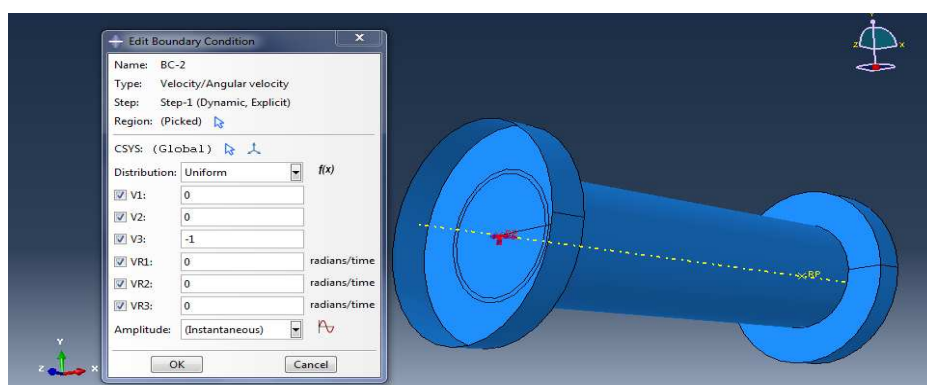 Edit Boundary Condition
Name: BC-2
Type: Velocity/Angular velocity
Step: Step-1 (Dynamic, Explicit)
Region: (Picked)
CSYS: (Global)
Distribution: Uniform f(x)
V1: 0
V2: 0
V3: -1
VR1: 0 radians/time
VR2: 0 radians/time
VR3: 0 radians/time
Amplitude: (Instantaneous)
OK Cancel
Y
Z X
RP
Y
Z X